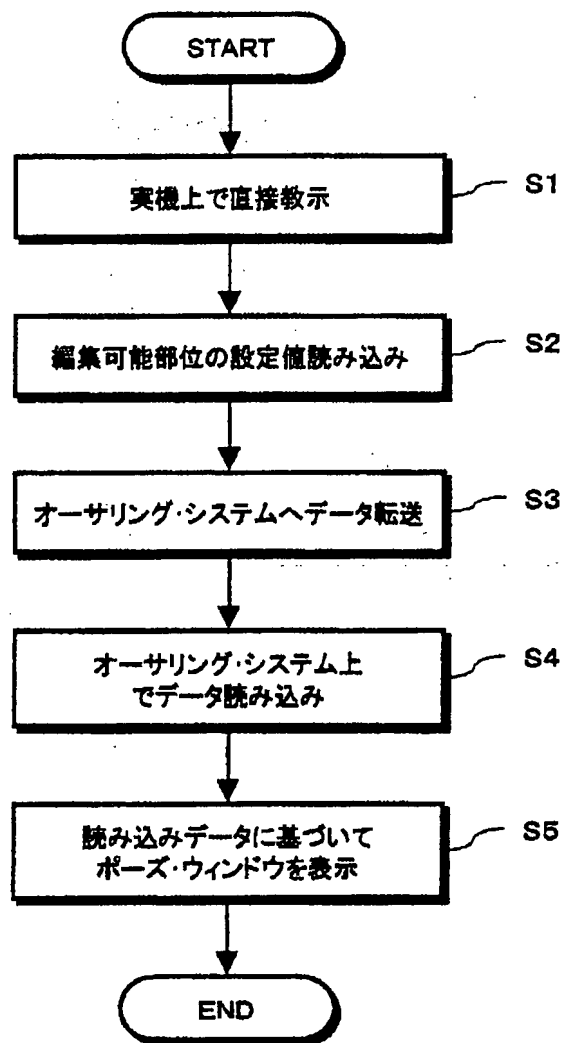 START
実機上で直接教示
S1
編集可能部位の設定値読み込み
S2
オーサリング・システムへデータ転送
S3
オーサリング・システム上
でデータ読み込み
S4
読み込みデータに基づいて
ポーズ・ウィンドウを表示
S5
END